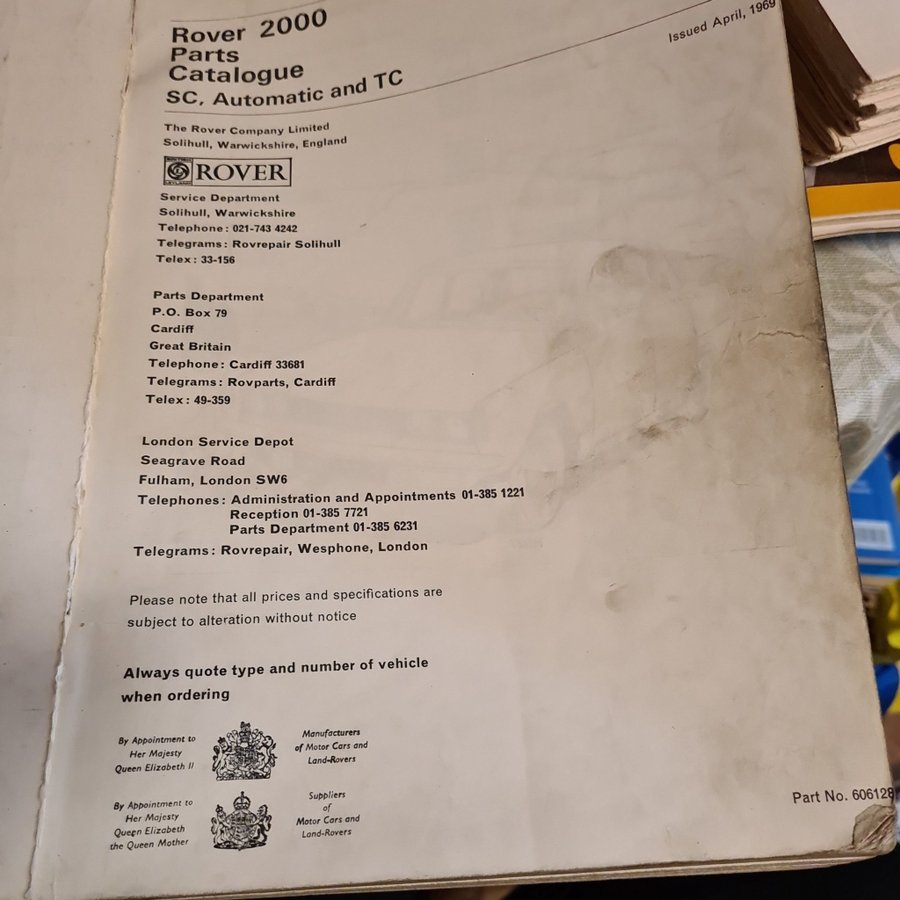 Rover 2000
Parts
Catalogue
SC, Automatic and TC
Issued April, 1969
The Rover Company Limited
Solihull, Warwickshire, England
ROVER
Service Department
Solihull, Warwickshire
Telephone: 021-743 4242
Telegrams: Rovrepair Solihull
Telex: 33-156
Parts Department
P.O. Box 79
Cardiff
Great Britain
Telephone: Cardiff 33681
Telegrams: Rovparts, Cardiff
Telex: 49-359
London Service Depot
Seagrave Road
Fulham, London SW6
Telephones: Administration and Appointments 01-385 1221
Reception 01-385 7721
Parts Department 01-385 6231
Telegrams: Rovrepair, Wesphone, London
Please note that all prices and specifications are
subject to alteration without notice
Always quote type and number of vehicle
when ordering
By Appointment to
Her Majesty
Queen Elizabeth II
Manufacturers
of Motor Cars and
Land-Rovers
By Appointment to
Her Majesty
Queen Elizabeth
the Queen Mother
Suppliers
of
Motor Cars and
Land-Rovers
Part No. 606128